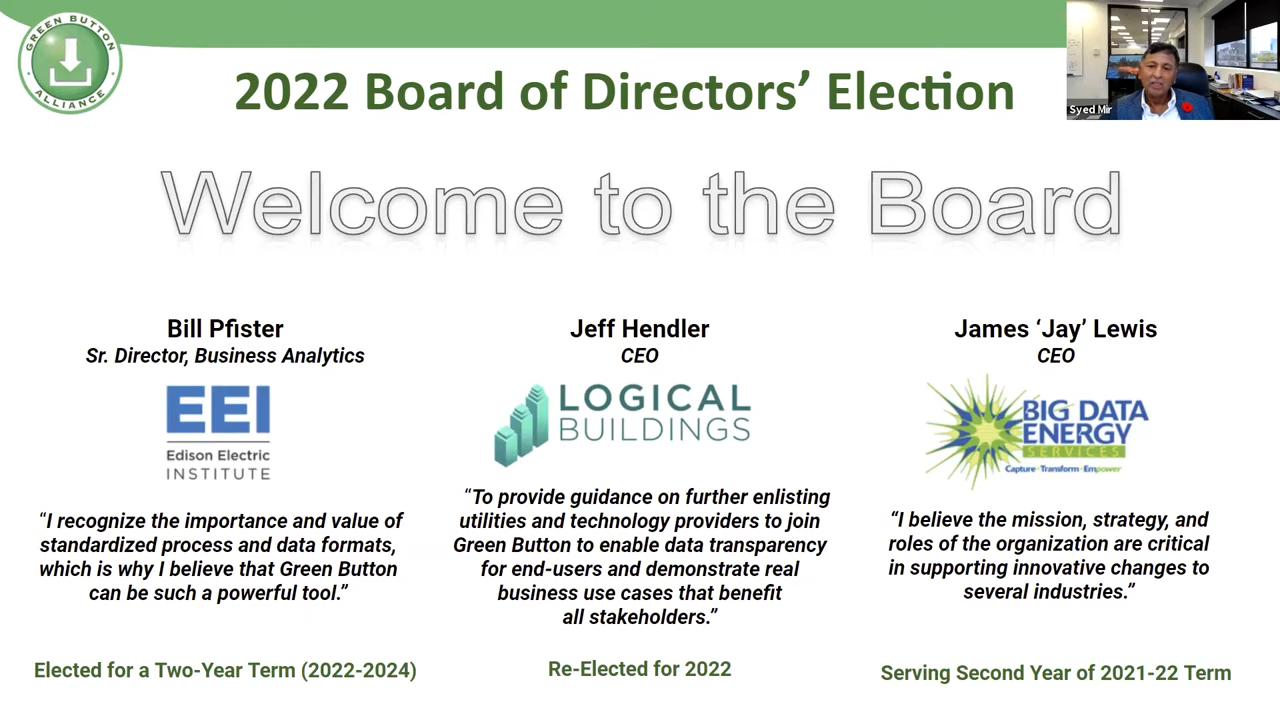 GREEN BUTTON
ALLIANCE
2022 Board of Directors’ Election
Syed Mir
Welcome to the Board
Bill Pfister
Sr. Director, Business Analytics
EEI
Edison Electric
INSTITUTE
“I recognize the importance and value of
standardized process and data formats,
which is why I believe that Green Button
can be such a powerful tool.”
Elected for a Two-Year Term (2022-2024)
Jeff Hendler
CEO
LOGICAL
BUILDINGS
“To provide guidance on further enlisting
utilities and technology providers to join
Green Button to enable data transparency
for end-users and demonstrate real
business use cases that benefit
all stakeholders.”
Re-Elected for 2022
James ‘Jay’ Lewis
CEO
BIG DATA
ENERGY
SERVICES
Capture · Transform · Empower
“I believe the mission, strategy, and
roles of the organization are critical
in supporting innovative changes to
several industries.”
Serving Second Year of 2021-22 Term